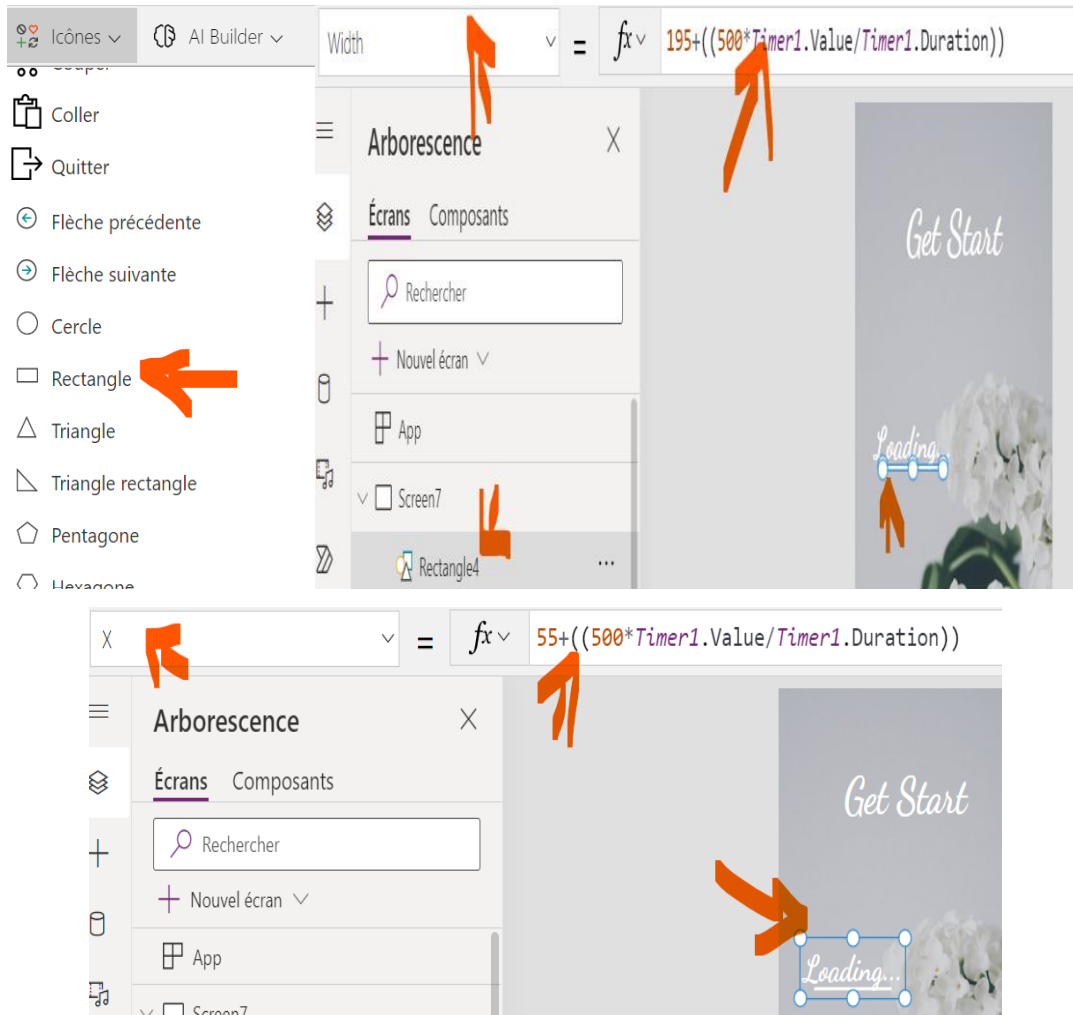 Icônes
AI Builder
Coller
Quitter
Flèche précédente
Flèche suivante
Cercle
Rectangle
Triangle
Triangle rectangle
Pentagone
Hexagone
Width
=
fx
195+((500*Timer1.Value/Timer1.Duration))
Arborescence
Écrans Composants
Rechercher
Nouvel écran
App
Screen7
Rectangle4
...
Get Start
Loading...
X
=
fx
55+((500*Timer1.Value/Timer1.Duration))
Arborescence
Écrans Composants
Rechercher
Nouvel écran
App
Screen7
Get Start
Loading...